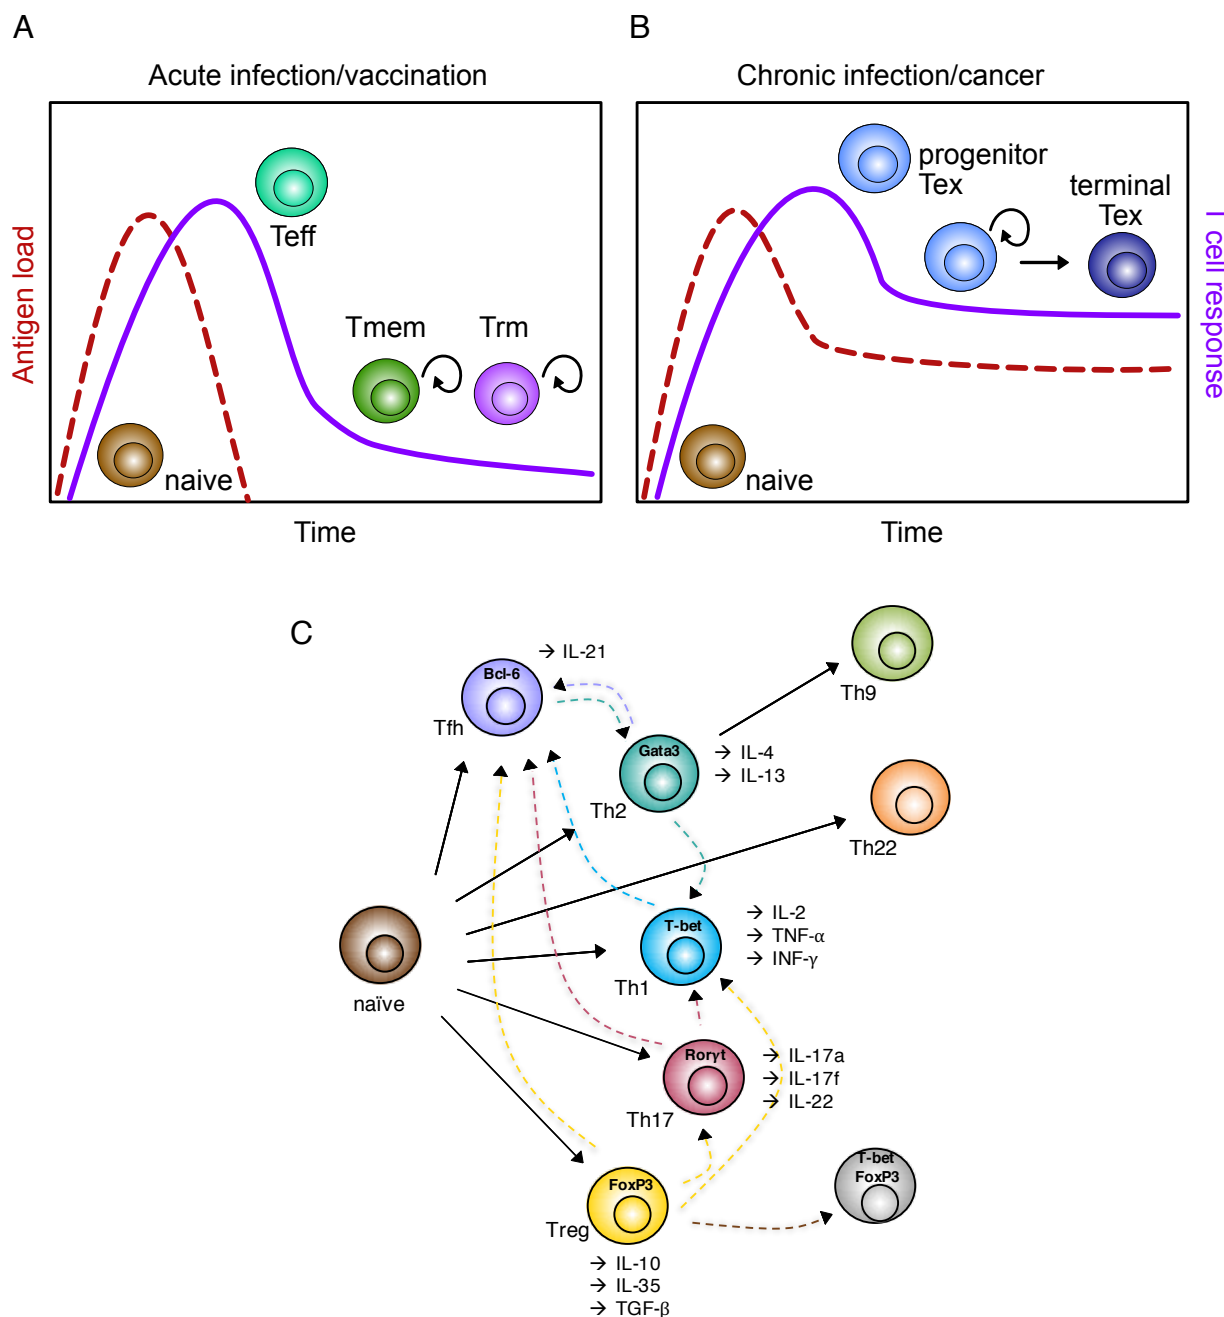 A
Acute infection/vaccination
Antigen load
Teff
Tmem
Trm
naive
Time
B
Chronic infection/cancer
progenitor
Tex
terminal
Tex
naive
T cell response
Time
C
Bcl-6
→ IL-21
Tfh
Th9
Gata3
→ IL-4
→ IL-13
Th2
Th22
naïve
T-bet
→ IL-2
→ TNF-α
→ INF-γ
Th1
Rorγt
→ IL-17a
→ IL-17f
→ IL-22
Th17
FoxP3
Treg
→ IL-10
→ IL-35
→ TGF-β
T-bet
FoxP3